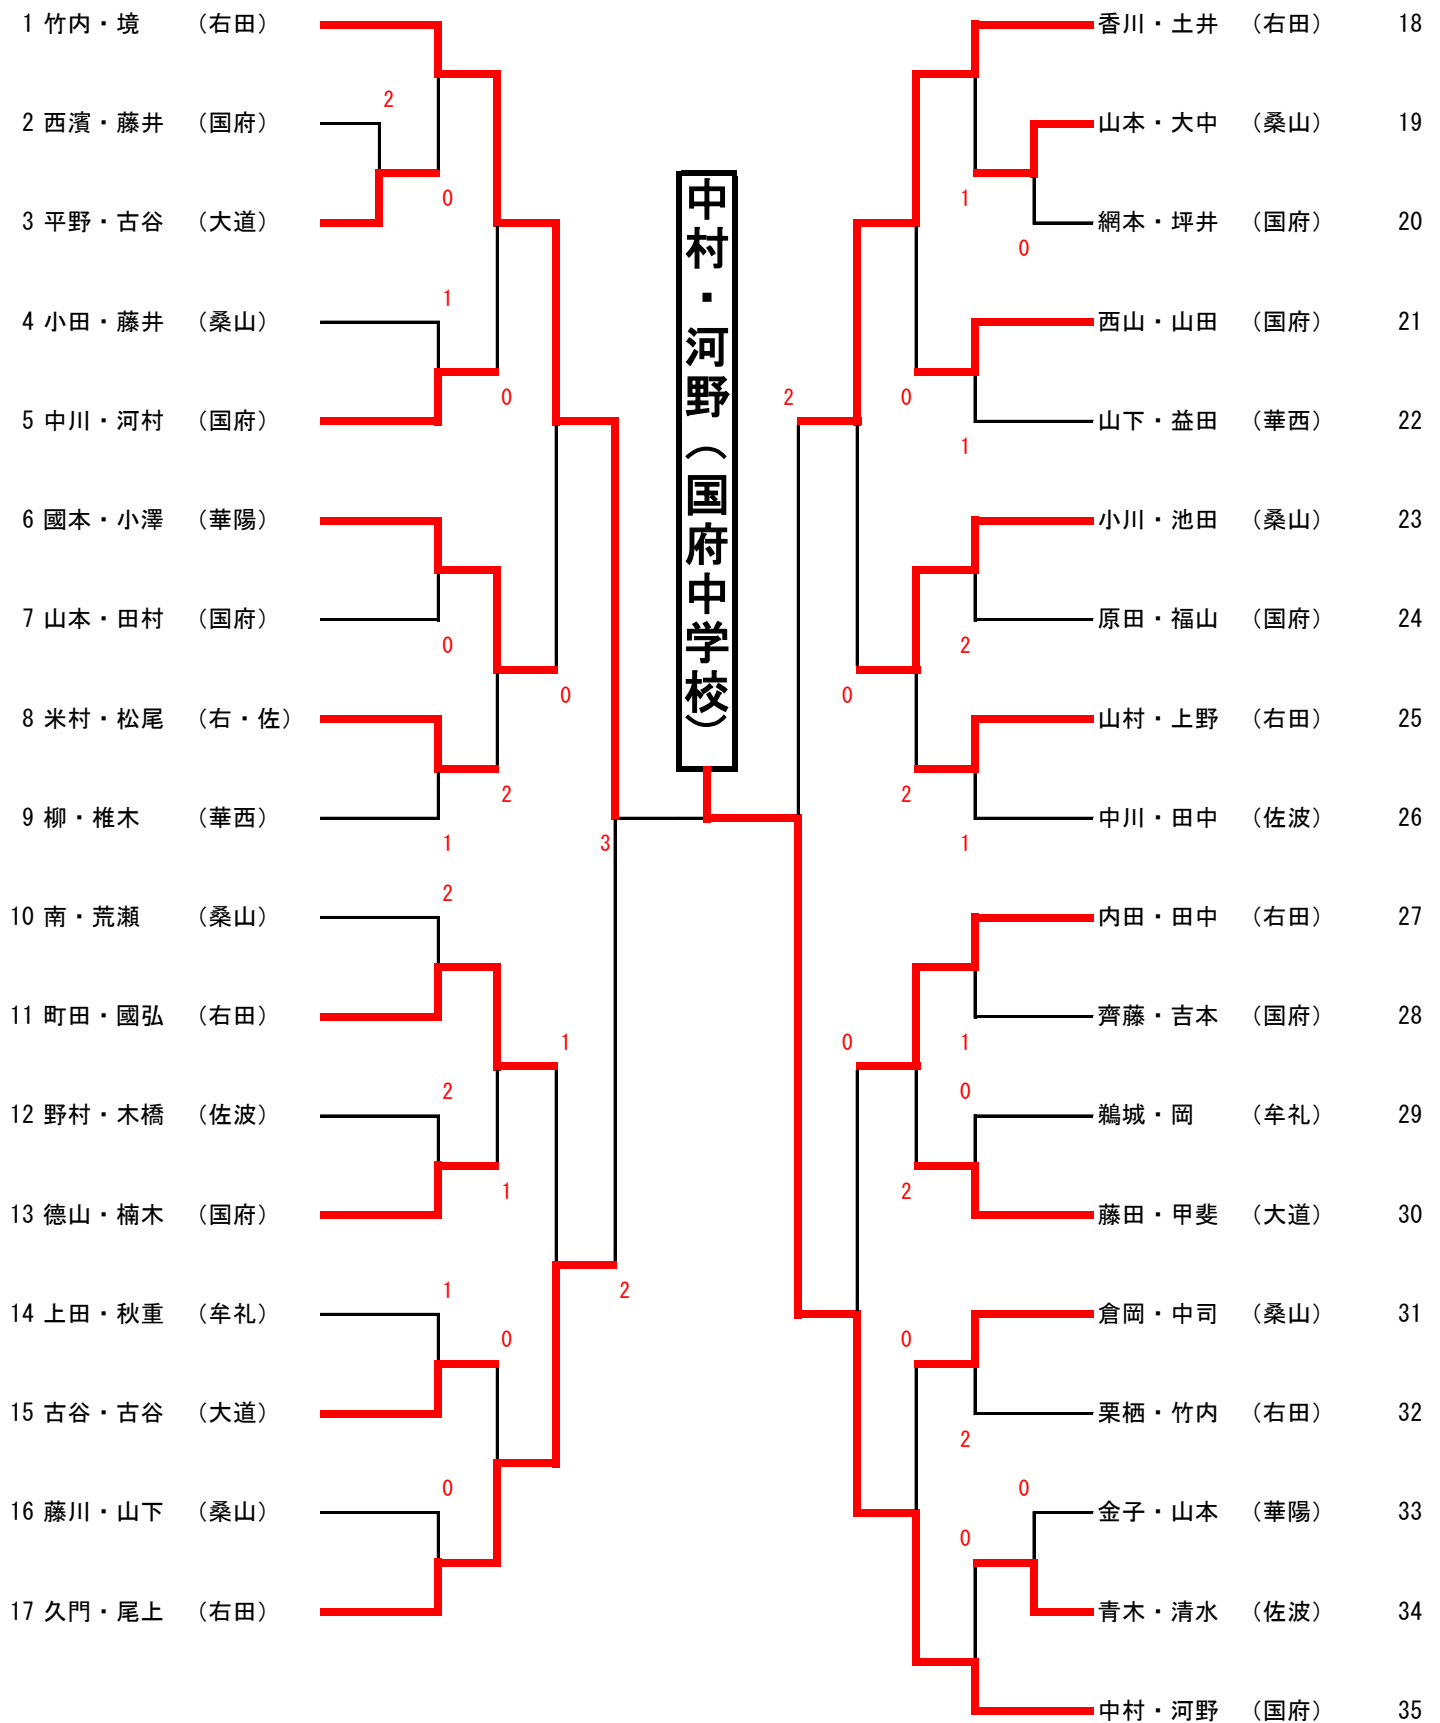 1 竹内・境 （右田）
2
2 西濱・藤井 （国府）
0
3 平野・古谷 （大道）
1
4 小田・藤井 （桑山）
0
5 中川・河村 （国府）
6 國本・小澤 （華陽）
7 山本・田村 （国府）
0
0
8 米村・松尾 （右・佐）
2
9 柳・椎木 （華西）
1
3
2
10 南・荒瀬 （桑山）
11 町田・國弘 （右田）
1
2
12 野村・木橋 （佐波）
1
13 德山・楠木 （国府）
1
2
14 上田・秋重 （牟礼）
0
15 古谷・古谷 （大道）
0
16 藤川・山下 （桑山）
17 久門・尾上 （右田）
中村・河野（国府中学校）
香川・土井 （右田） 18
山本・大中 （桑山） 19
1
網本・坪井 （国府） 20
0
西山・山田 （国府） 21
2
0
山下・益田 （華西） 22
1
小川・池田 （桑山） 23
原田・福山 （国府） 24
2
0
山村・上野 （右田） 25
2
中川・田中 （佐波） 26
1
内田・田中 （右田） 27
齊藤・吉本 （国府） 28
0
1
0
鵜城・岡 （牟礼） 29
2
藤田・甲斐 （大道） 30
倉岡・中司 （桑山） 31
0
栗栖・竹内 （右田） 32
2
0
金子・山本 （華陽） 33
0
青木・清水 （佐波） 34
中村・河野 （国府） 35